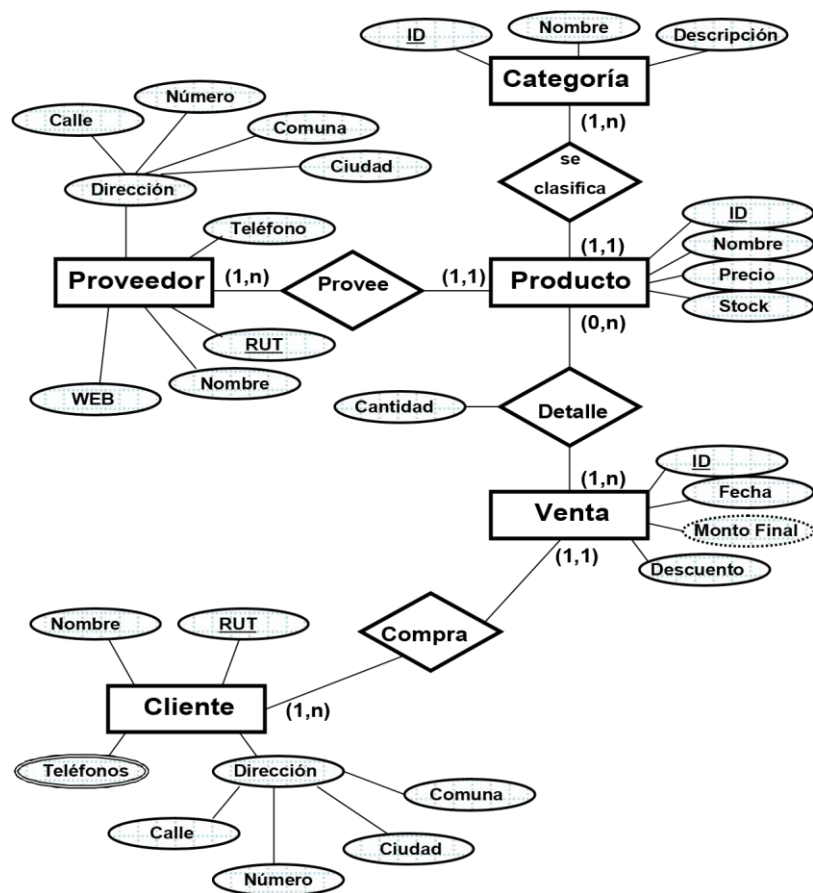 ID
Nombre
Descripción
Categoría
(1,n)
se
clasifica
(1,1)
Calle
Número
Comuna
Ciudad
Dirección
Teléfono
Proveedor
(1,n)
Provee
(1,1)
Producto
ID
Nombre
Precio
Stock
(0,n)
RUT
Nombre
WEB
Cantidad
Detalle
(1,n)
Venta
ID
Fecha
Monto Final
Descuento
(1,1)
Compra
Nombre
RUT
Cliente
(1,n)
Teléfonos
Dirección
Comuna
Calle
Ciudad
Número